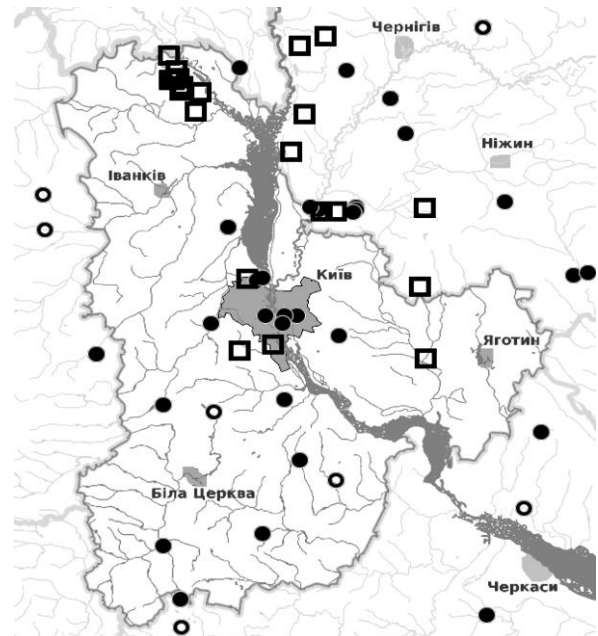 Чернігів
Ніжин
Іванків
Київ
Яготин
Біла Церква
Черкаси